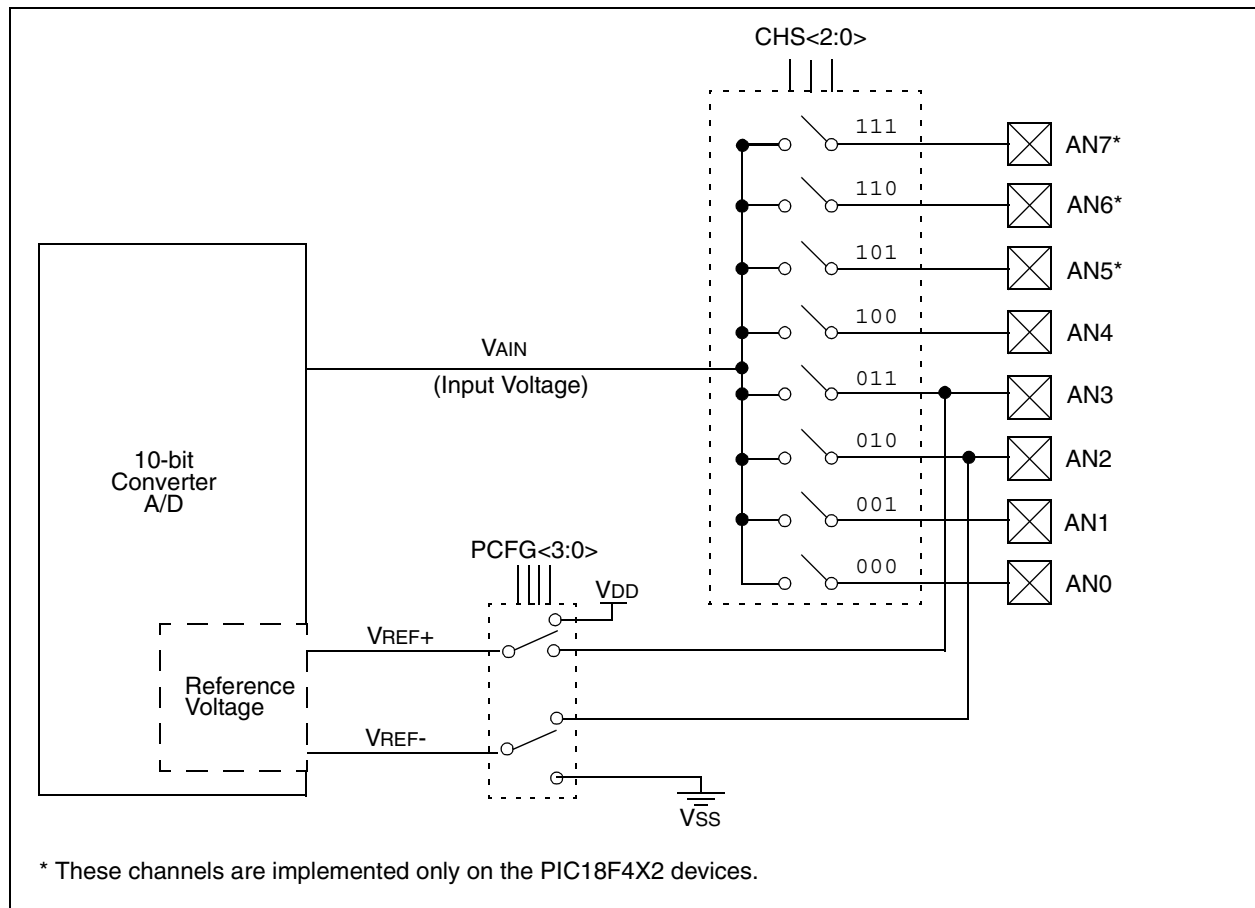 CHS<2:0>
111
AN7*
110
AN6*
101
AN5*
100
AN4
VAIN
(Input Voltage)
011
AN3
010
AN2
10-bit
Converter
A/D
001
AN1
PCFG<3:0>
000
AN0
VDD
VREF+
Reference
Voltage
VREF-
VSS
* These channels are implemented only on the PIC18F4X2 devices.